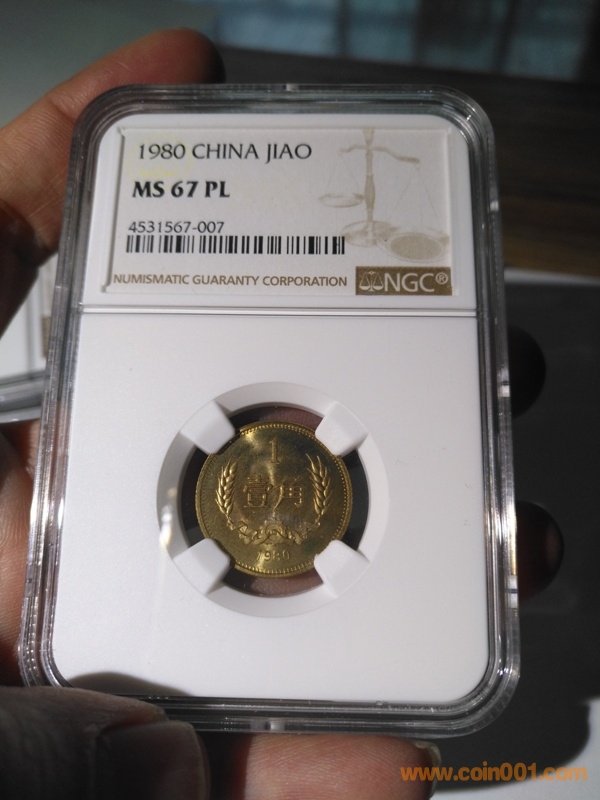 1980 CHINA JIAO
MS 67 PL
4531567-007
NUMISMATIC GUARANTY CORPORATION NGC®
1
壹角
1980
www.coin001.com